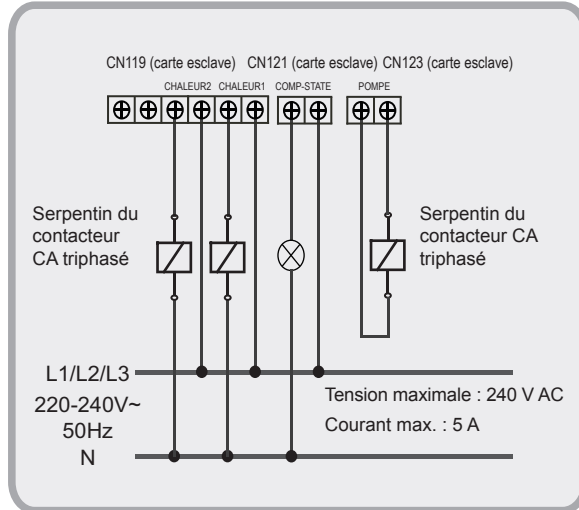 CN119 (carte esclave) CN121 (carte esclave) CN123 (carte esclave)
CHALEUR2 CHALEUR1 COMP-STATE POMPE
Serpentin du
contacteur
CA triphasé
Serpentin du
contacteur CA
triphasé
L1/L2/L3
220-240V~
50Hz
N
Tension maximale : 240 V AC
Courant max. : 5 A